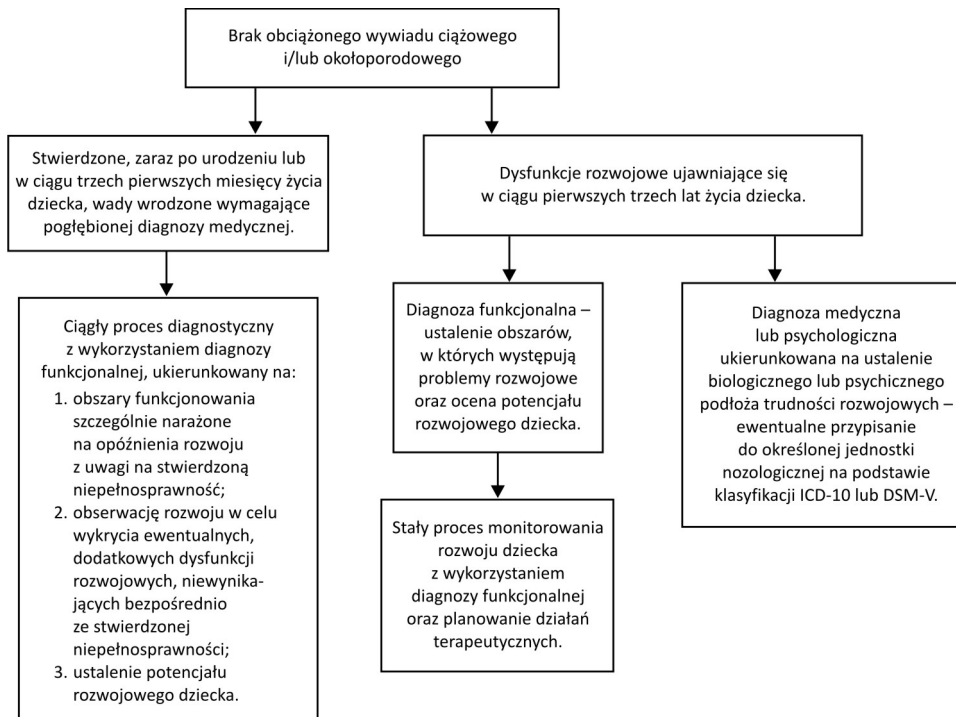 Brak obciążonego wywiadu ciążowego
i/lub okołoporodowego
Stwierdzone, zaraz po urodzeniu lub
w ciągu trzech pierwszych miesięcy życia
dziecka, wady wrodzone wymagające
pogłębionej diagnozy medycznej.
Dysfunkcje rozwojowe ujawniające się
w ciągu pierwszych trzech lat życia dziecka.
Ciągły proces diagnostyczny
z wykorzystaniem diagnozy
funkcjonalnej, ukierunkowany na:
1. obszary funkcjonowania
szczególnie narażone
na opóźnienia rozwoju
z uwagi na stwierdzoną
niepełnosprawność;
2. obserwację rozwoju w celu
wykrycia ewentualnych,
dodatkowych dysfunkcji
rozwojowych, niewynika-
jących bezpośrednio
ze stwierdzonej
niepełnosprawności;
3. ustalenie potencjału
rozwojowego dziecka.
Diagnoza funkcjonalna –
ustalenie obszarów,
w których występują
problemy rozwojowe
oraz ocena potencjału
rozwojowego dziecka.
Stały proces monitorowania
rozwoju dziecka
z wykorzystaniem
diagnozy funkcjonalnej
oraz planowanie działań
terapeutycznych.
Diagnoza medyczna
lub psychologiczna
ukierunkowana na ustalenie
biologicznego lub psychicznego
podłoża trudności rozwojowych –
ewentualne przypisanie
do określonej jednostki
nozologicznej na podstawie
klasyfikacji ICD-10 lub DSM-V.